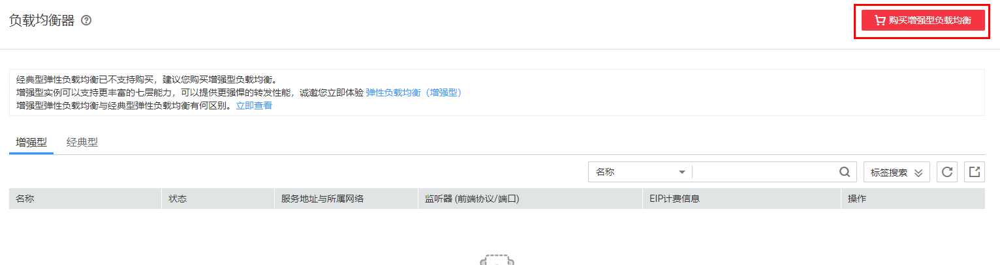 负载均衡器
购买增强型负载均衡
经典型弹性负载均衡已不支持购买，建议您购买增强型负载均衡。
增强型实例可以支持更丰富的七层能力，可以提供更强悍的转发性能，诚邀您立即体验 弹性负载均衡（增强型）
增强型弹性负载均衡与经典型弹性负载均衡有何区别。立即查看
增强型 经典型
名称 标签搜索
名称 状态 服务地址与所属网络 监听器 (前端协议/端口) EIP计费信息 操作